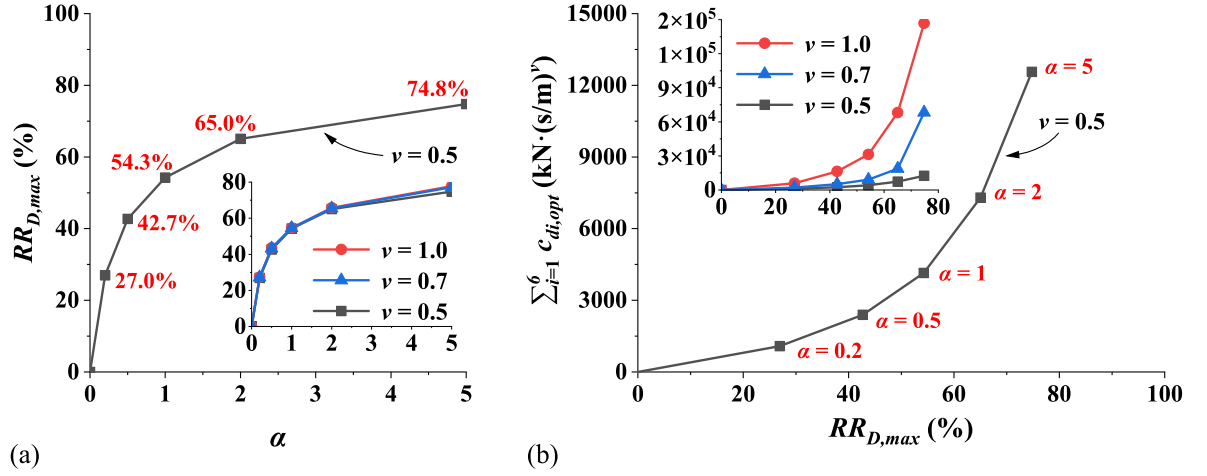 100
80
60
40
20
0
RR_{D,max} (%)
74.8%
65.0%
54.3%
42.7%
27.0%
v = 0.5
80
60
40
20
0
v = 1.0
v = 0.7
v = 0.5
0 1 2 3 4 5
0 1 2 3 4 5
α
(a)
15000
12000
9000
6000
3000
0
∑_{i=1}^{6} c_{di,opt} (kN·(s/m)^v)
2×10^5
1×10^5
9×10^4
6×10^4
3×10^4
0
v = 1.0
v = 0.7
v = 0.5
0 20 40 60 80
α = 5
v = 0.5
α = 2
α = 1
α = 0.5
α = 0.2
20 40 60 80 100
0
RR_{D,max} (%)
(b)